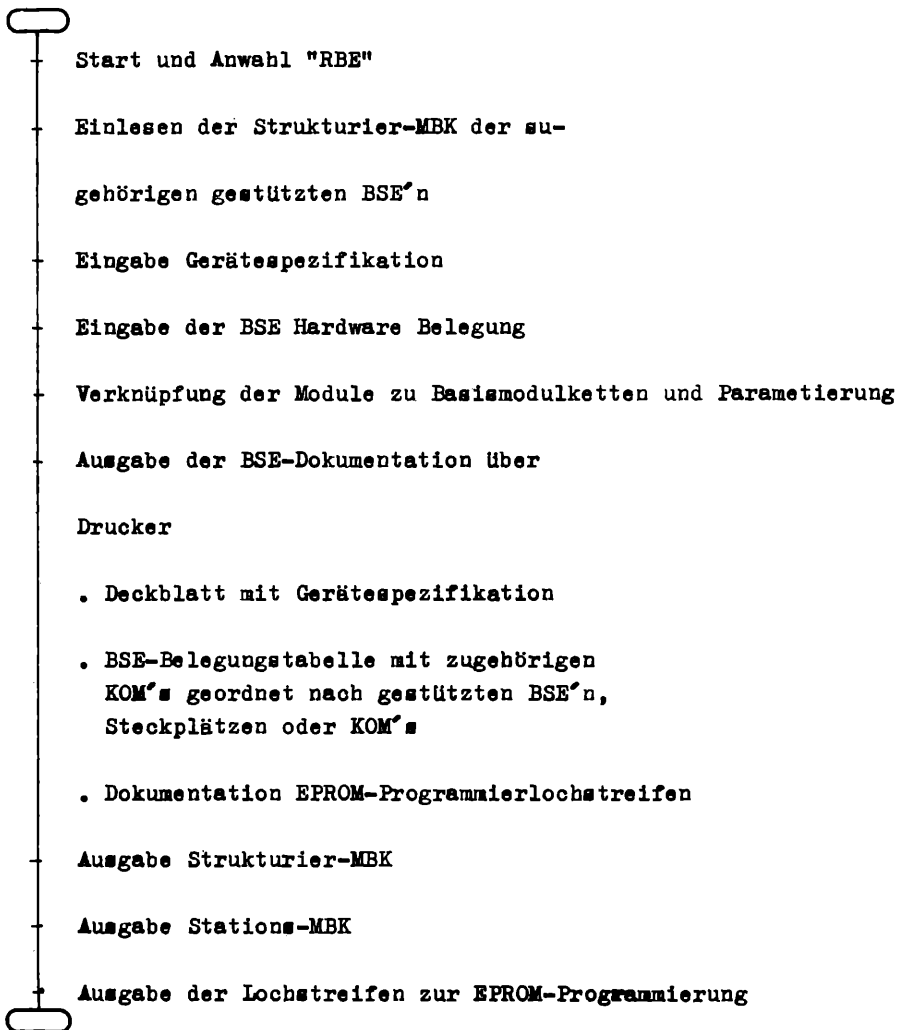 Start und Anwahl "RBE"
Einlesen der Strukturier-MBK der zu-
gehörigen gestützten BSE'n
Eingabe Gerätespezifikation
Eingabe der BSE Hardware Belegung
Verknüpfung der Module zu Basismodulketten und Parametierung
Ausgabe der BSE-Dokumentation über
Drucker
. Deckblatt mit Gerätespezifikation
. BSE-Belegungstabelle mit zugehörigen
KOM's geordnet nach gestützten BSE'n,
Steckplätzen oder KOM's
. Dokumentation EPROM-Programmierlochstreifen
Ausgabe Strukturier-MBK
Ausgabe Stations-MBK
Ausgabe der Lochstreifen zur EPROM-Programmierung